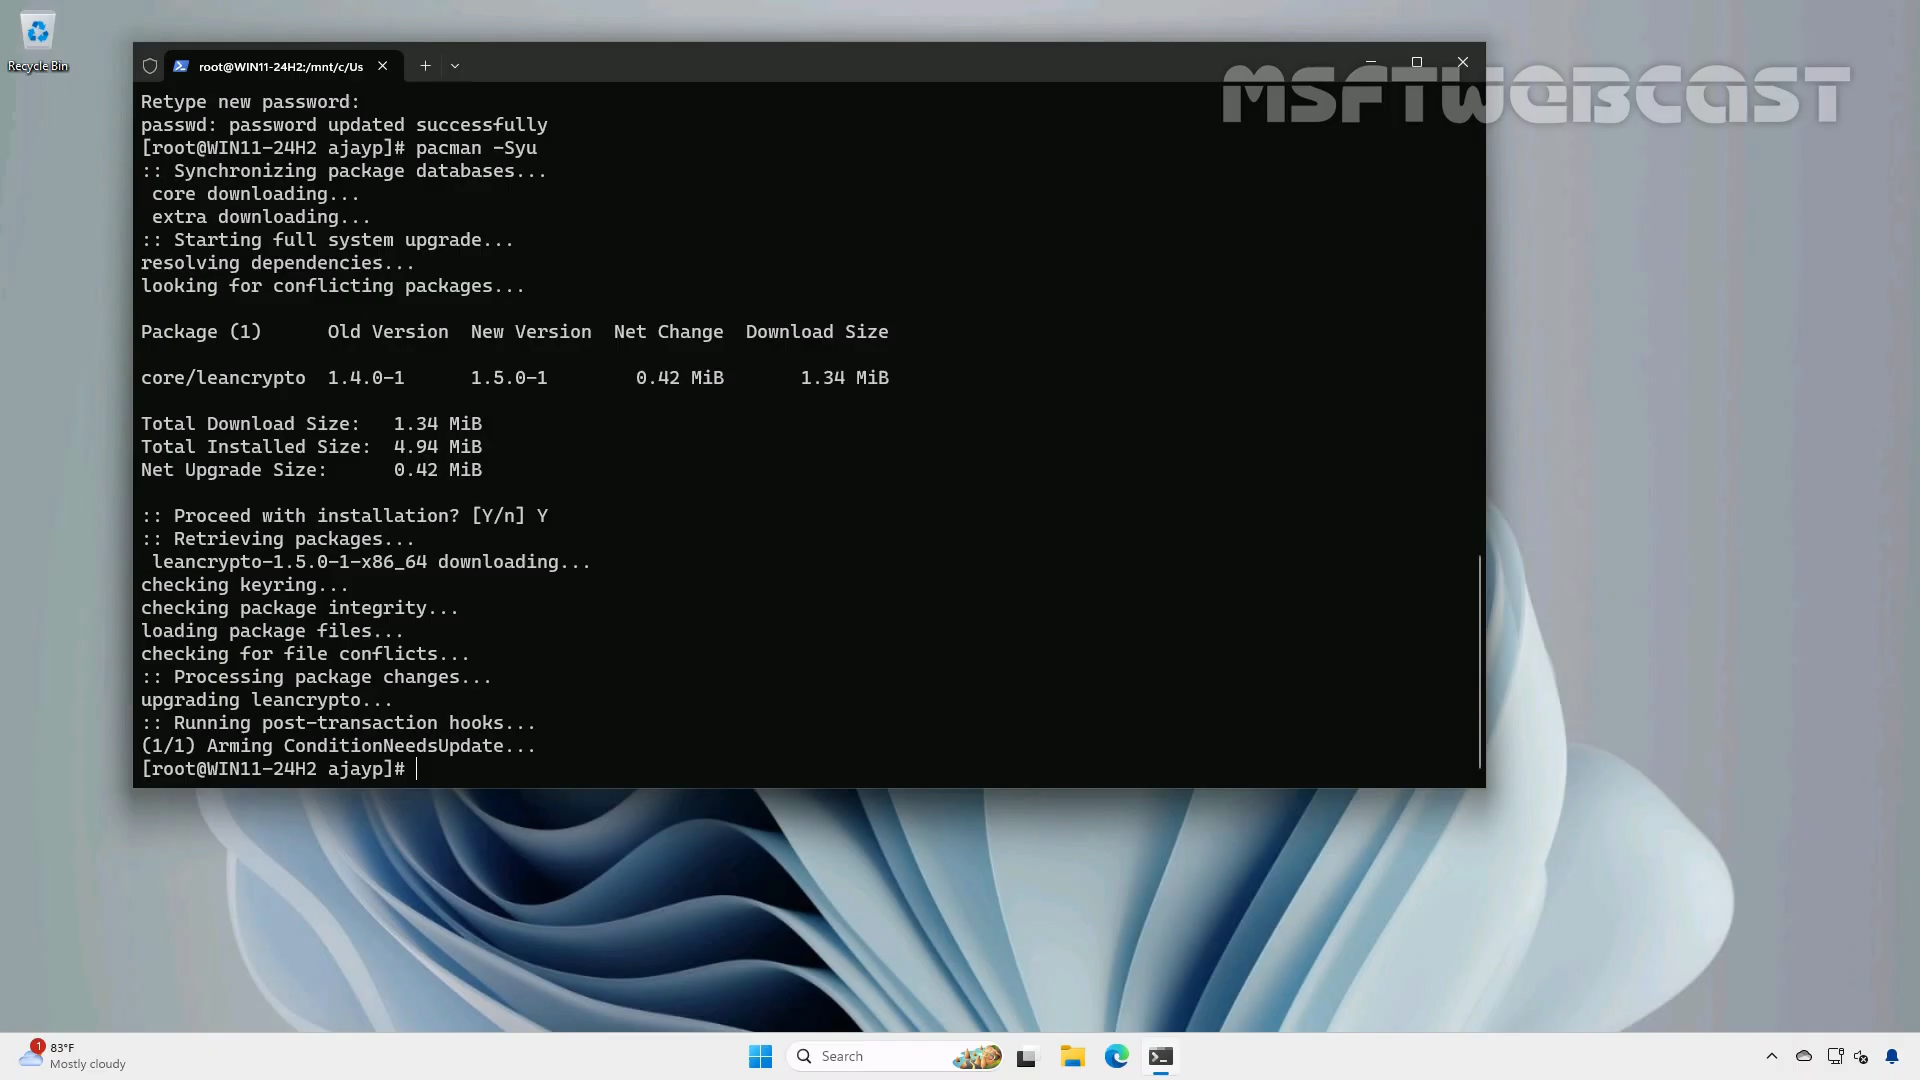 Recycle Bin
root@WIN11-24H2:/mnt/c/Us
MSFTWEBCAST
Retype new password:
passwd: password updated successfully
[root@WIN11-24H2 ajayp]# pacman -Syu
:: Synchronizing package databases...
core downloading...
extra downloading...
:: Starting full system upgrade...
resolving dependencies...
looking for conflicting packages...
Package (1) Old Version New Version Net Change Download Size
core/leancrypto 1.4.0-1 1.5.0-1 0.42 MiB 1.34 MiB
Total Download Size: 1.34 MiB
Total Installed Size: 4.94 MiB
Net Upgrade Size: 0.42 MiB
:: Proceed with installation? [Y/n] Y
:: Retrieving packages...
leancrypto-1.5.0-1-x86_64 downloading...
checking keyring...
checking package integrity...
loading package files...
checking for file conflicts...
:: Processing package changes...
upgrading leancrypto...
:: Running post-transaction hooks...
(1/1) Arming ConditionNeedsUpdate...
[root@WIN11-24H2 ajayp]#
1
83°F
Mostly cloudy
Search